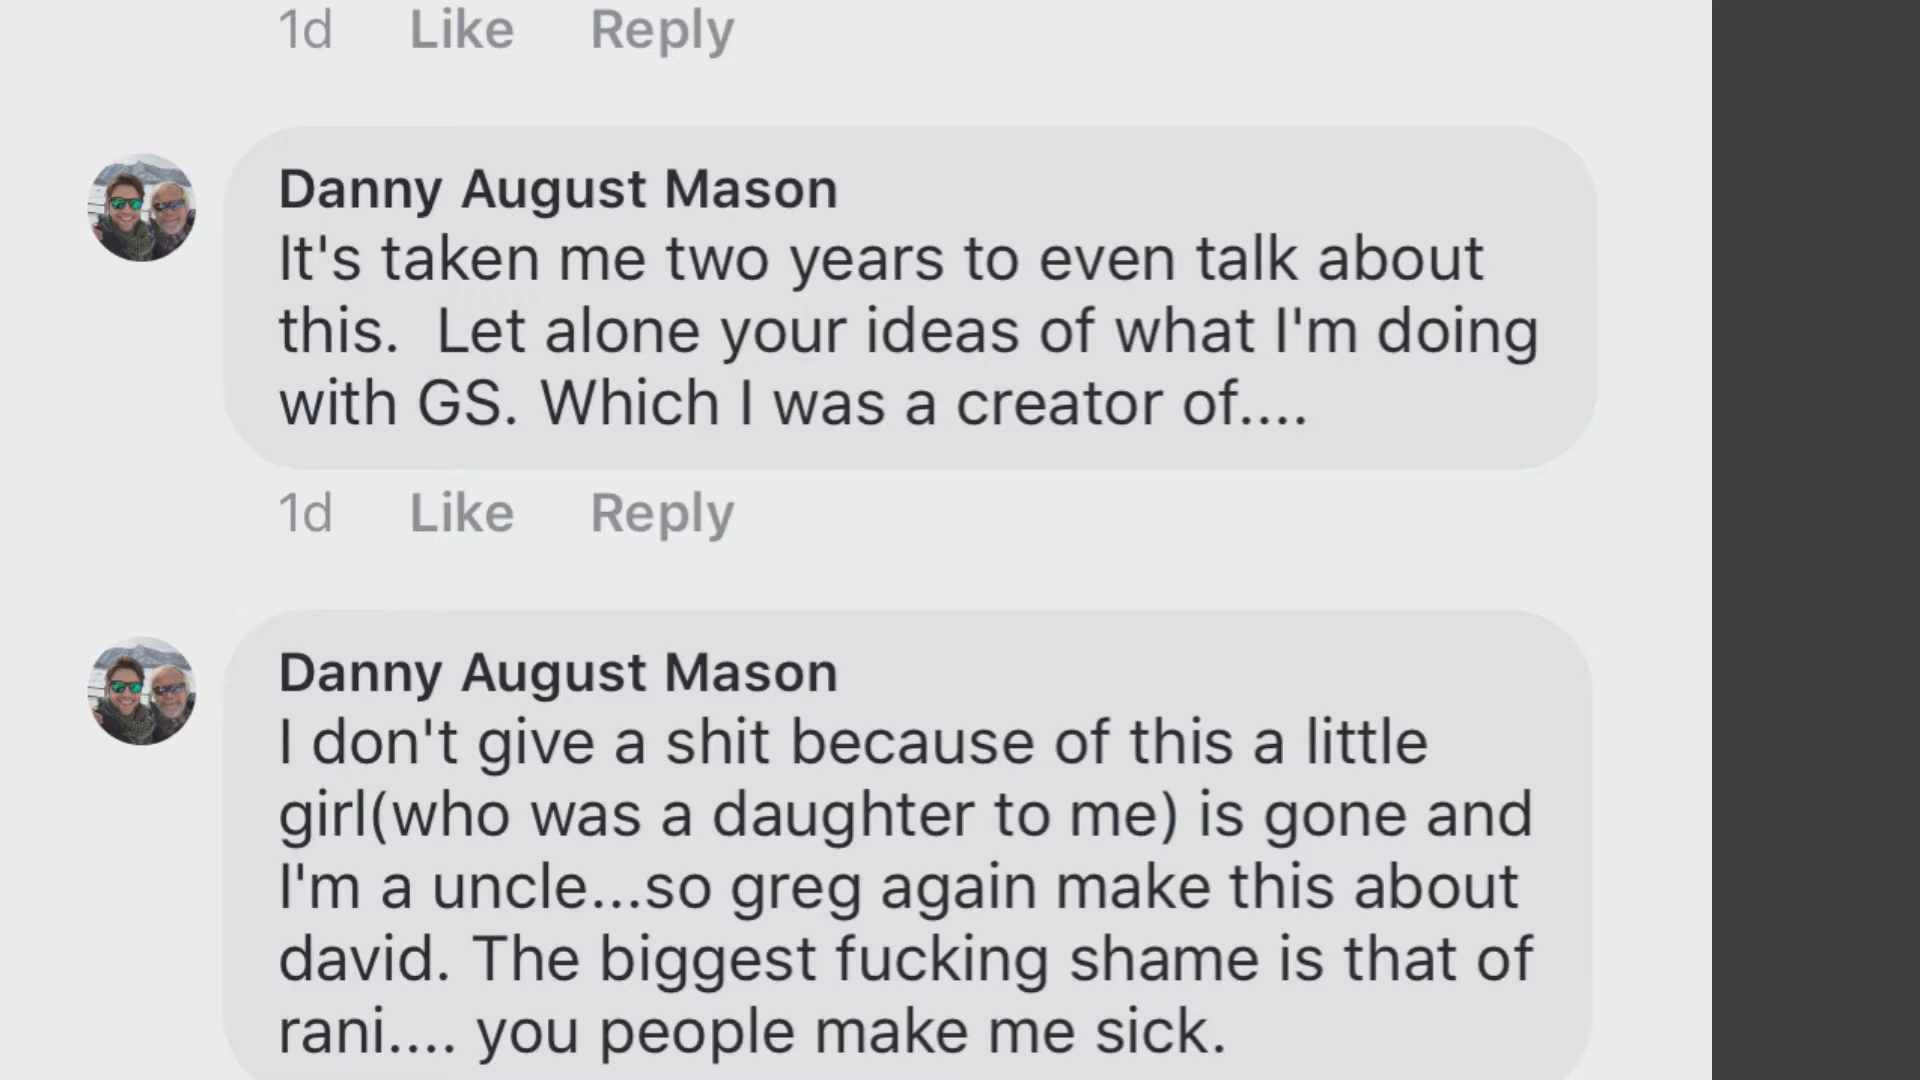 1d Like Reply
Danny August Mason
It's taken me two years to even talk about
this.  Let alone your ideas of what I'm doing
with GS. Which I was a creator of....
1d Like Reply
Danny August Mason
I don't give a shit because of this a little
girl(who was a daughter to me) is gone and
I'm a uncle...so greg again make this about
david. The biggest fucking shame is that of
rani.... you people make me sick.